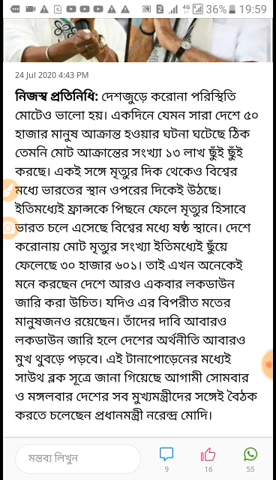 36% 19:59
24 Jul 2020 4:43 PM
নিজস্ব প্রতিনিধি: দেশজুড়ে করোনা পরিস্থিতি
মোটেও ভালো হয়। একদিনে যেমন সারা দেশে ৫০
হাজার মানুষ আক্রান্ত হওয়ার ঘটনা ঘটেছে ঠিক
তেমনি মোট আক্রান্তের সংখ্যা ১৩ লাখ ছুঁই ছুঁই
করছে। একই সঙ্গে মৃত্যুর দিক থেকেও বিশ্বের
মধ্যে ভারতের স্থান ওপরের দিকেই উঠছে।
ইতিমধ্যেই ফ্রান্সকে পিছনে ফেলে মৃত্যুর হিসাবে
ভারত চলে এসেছে বিশ্বের মধ্যে ষষ্ঠ স্থানে। দেশে
করোনায় মোট মৃত্যুর সংখ্যা ইতিমধ্যেই ছুঁয়ে
ফেলেছে ৩০ হাজার ৬০১। তাই এখন অনেকেই
মনে করছেন দেশে আরও একবার লকডাউন
জারি করা উচিত। যদিও এর বিপরীত মতের
মানুষজনও রয়েছেন। তাঁদের দাবি আবারও
লকডাউন জারি হলে দেশের অর্থনীতি আবারও
মুখ থুবড়ে পড়বে। এই টানাপোড়েনের মধ্যেই
সাউথ ব্লক সূত্রে জানা গিয়েছে আগামী সোমবার
ও মঙ্গলবার দেশের সব মুখ্যমন্ত্রীদের সঙ্গেই বৈঠক
করতে চলেছেন প্রধানমন্ত্রী নরেন্দ্র মোদি।
মন্তব্য লিখুন
9 16 55